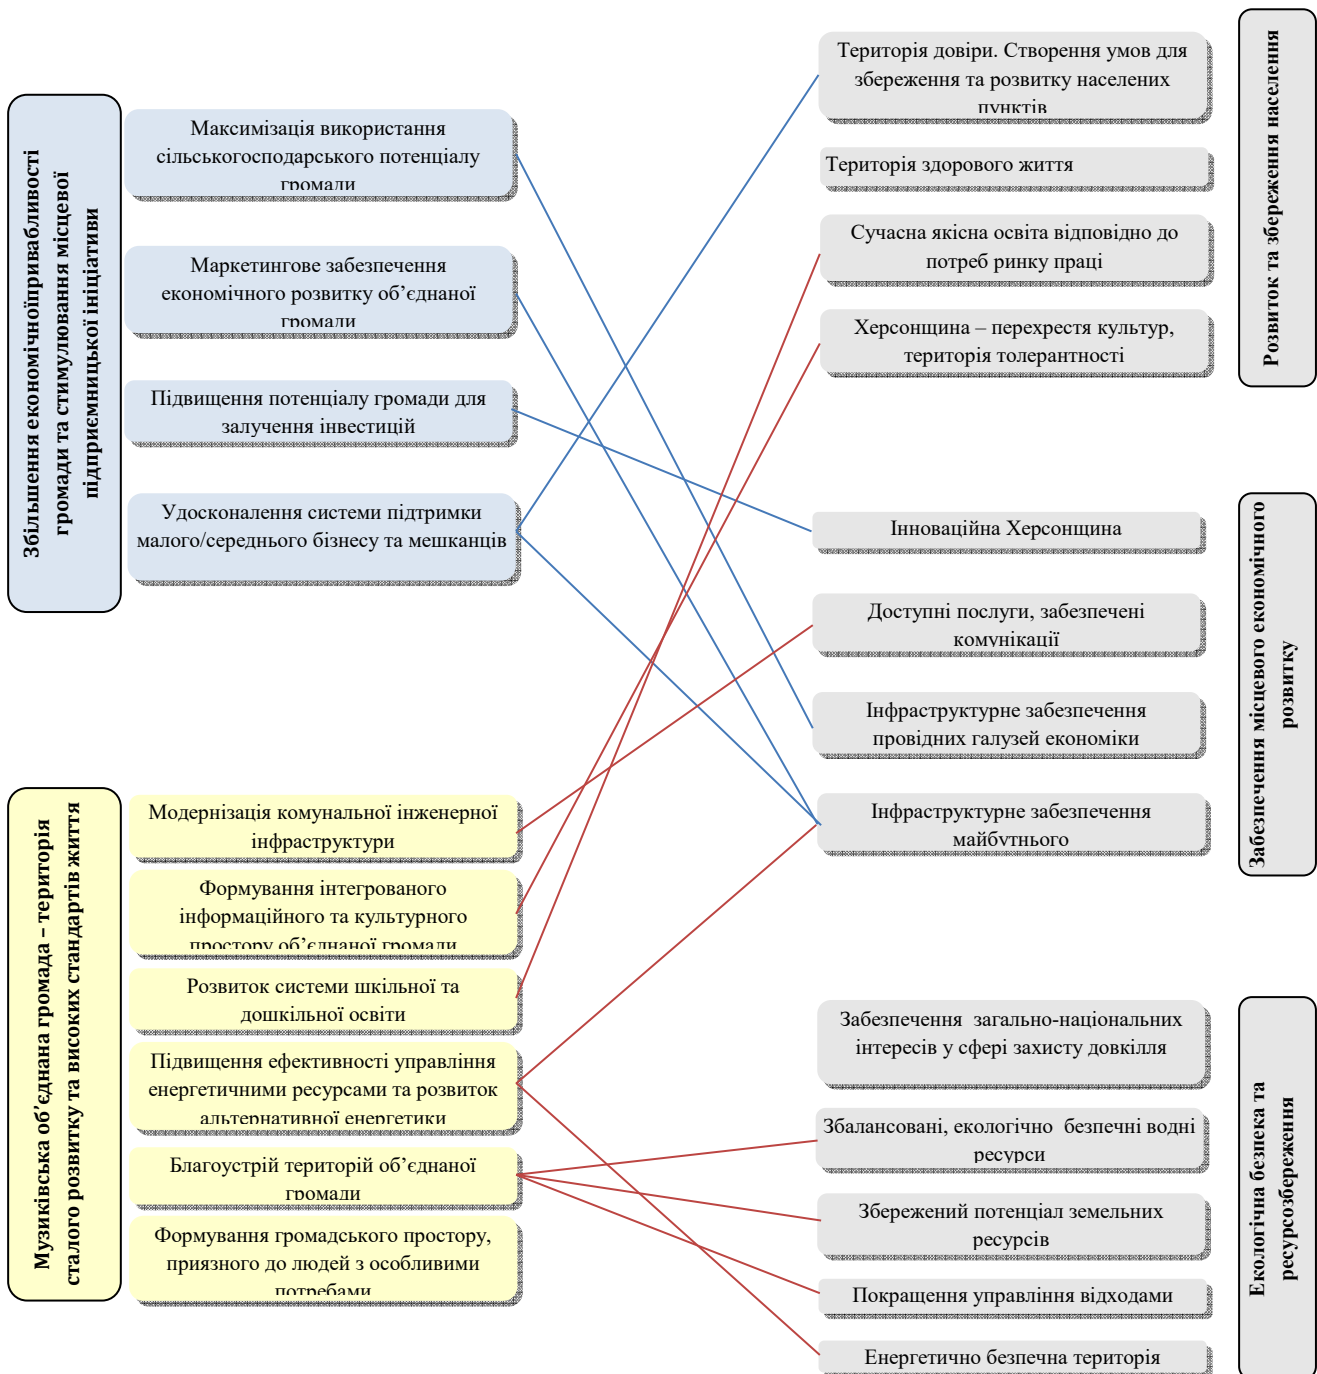 Збільшення економічноїпривабливості
громади та стимулювання місцевої
підприємницької ініціативи
Максимізація використання
сільськогосподарського потенціалу
громади
Маркетингове забезпечення
економічного розвитку об’єднаної
громади
Підвищення потенціалу громади для
залучення інвестицій
Удосконалення системи підтримки
малого/середнього бізнесу та мешканців
Музиківська об’єднана громада – територія
сталого розвитку та високих стандартів життя
Модернізація комунальної інженерної
інфраструктури
Формування інтегрованого
інформаційного та культурного
простору об’єднаної громади
Розвиток системи шкільної та
дошкільної освіти
Підвищення ефективності управління
енергетичними ресурсами та розвиток
альтернативної енергетики
Благоустрій територій об’єднаної
громади
Формування громадського простору,
приязного до людей з особливими
потребами
Територія довіри. Створення умов для
збереження та розвитку населених
пунктів
Територія здорового життя
Сучасна якісна освіта відповідно до
потреб ринку праці
Херсонщина – перехрестя культур,
територія толерантності
Розвиток та збереження населення
Інноваційна Херсонщина
Доступні послуги, забезпечені
комунікації
Інфраструктурне забезпечення
провідних галузей економіки
Інфраструктурне забезпечення
майбутнього
Забезпечення місцевого економічного
розвитку
Забезпечення загально-національних
інтересів у сфері захисту довкілля
Збалансовані, екологічно безпечні водні
ресурси
Збережений потенціал земельних
ресурсів
Покращення управління відходами
Енергетично безпечна територія
Екологічна безпека та
ресурсозбереження